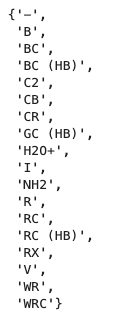 {'–',
'B',
'BC',
'BC (HB)',
'C2',
'CB',
'CR',
'GC (HB)',
'H2O+',
'I',
'NH2',
'R',
'RC',
'RC (HB)',
'RX',
'V',
'WR',
'WRC'}